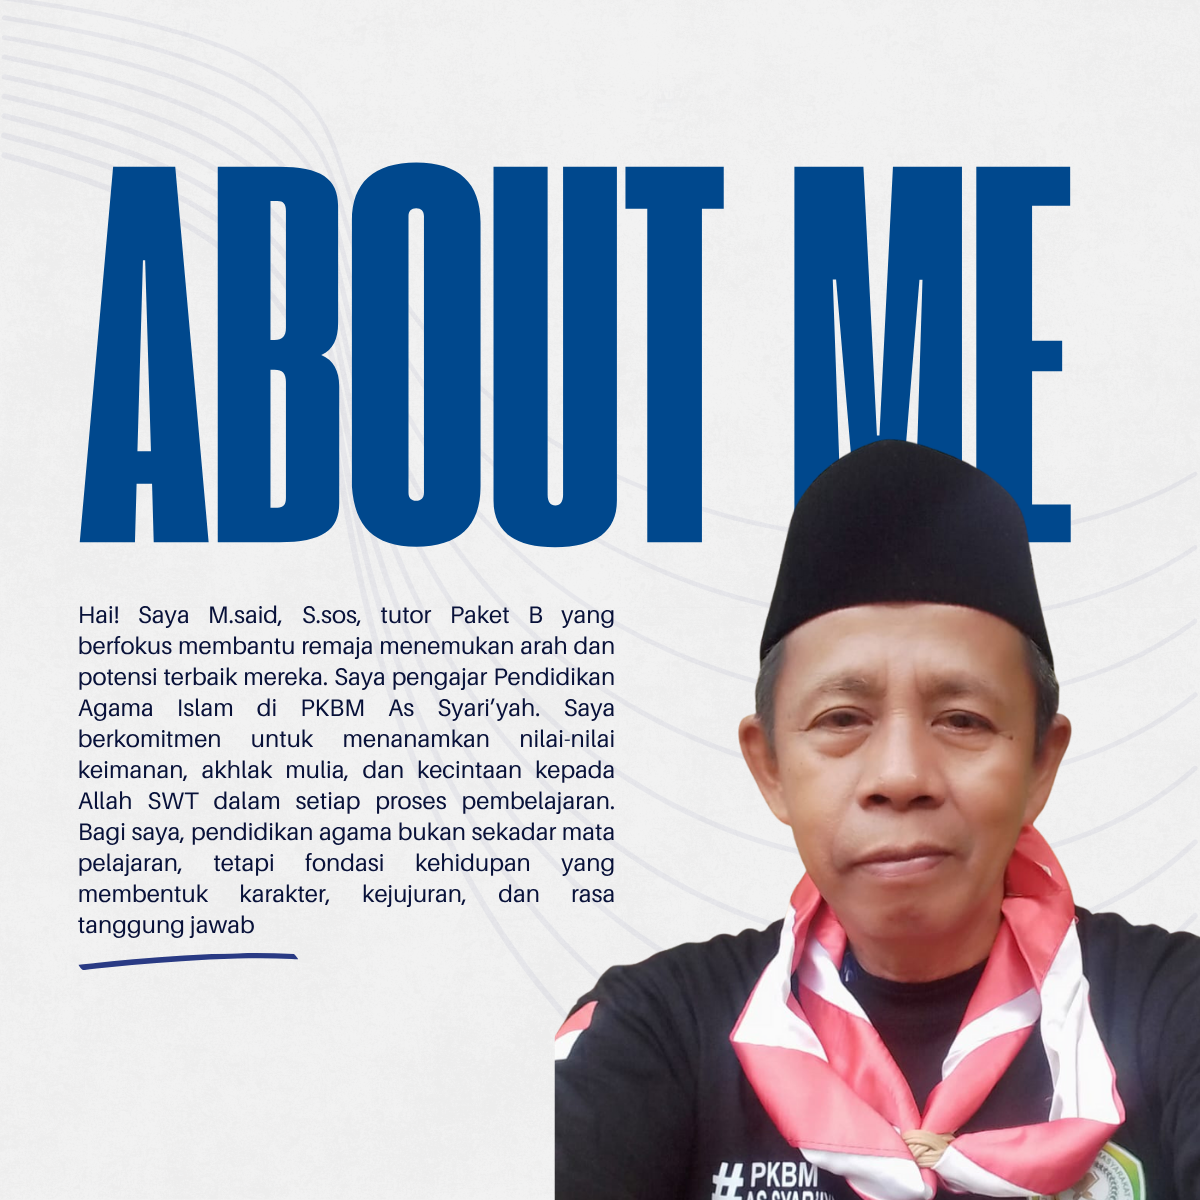 ABOUT ME
Hai! Saya M.said, S.sos, tutor Paket B yang
berfokus membantu remaja menemukan arah dan
potensi terbaik mereka. Saya pengajar Pendidikan
Agama Islam di PKBM As Syari’yah. Saya
berkomitmen untuk menanamkan nilai-nilai
keimanan, akhlak mulia, dan kecintaan kepada
Allah SWT dalam setiap proses pembelajaran.
Bagi saya, pendidikan agama bukan sekadar mata
pelajaran, tetapi fondasi kehidupan yang
membentuk karakter, kejujuran, dan rasa
tanggung jawab
# PKBM